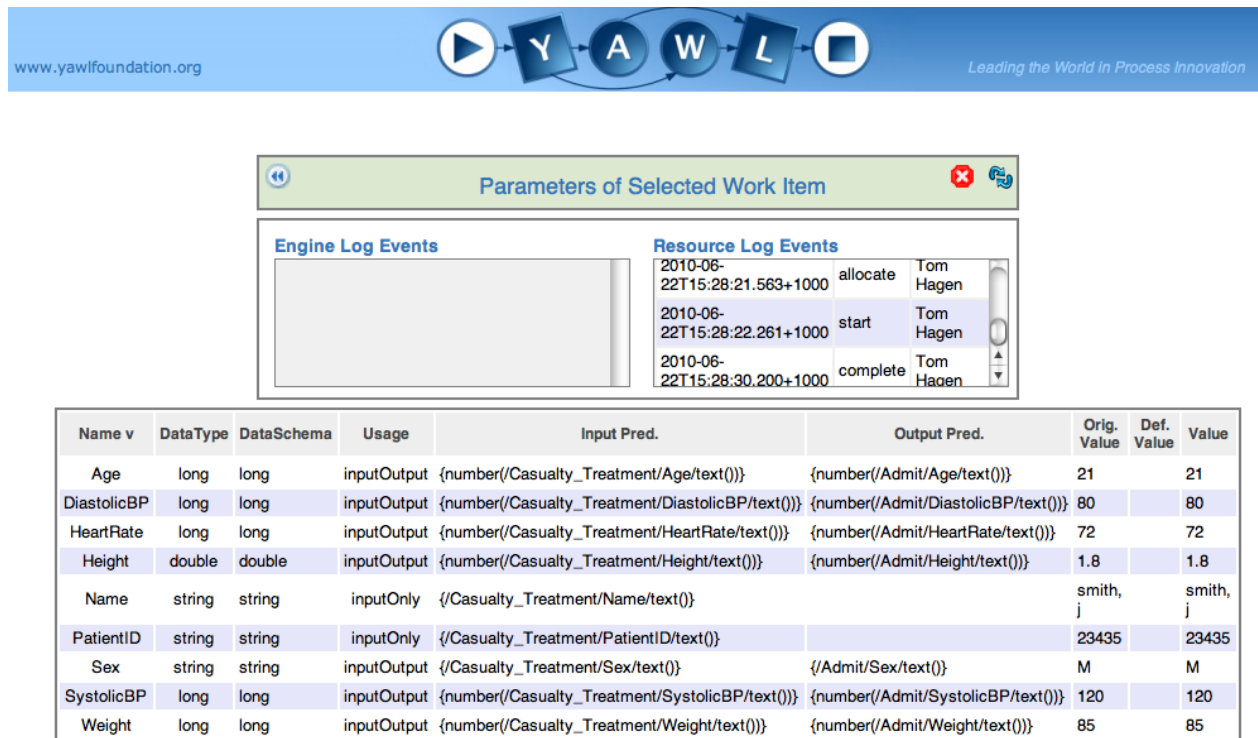 www.yawlfoundation.org
Y A W L
Leading the World in Process Innovation
Parameters of Selected Work Item
Engine Log Events
Resource Log Events
2010-06-22T15:28:21.563+1000 allocate Tom Hagen
2010-06-22T15:28:22.261+1000 start Tom Hagen
2010-06-22T15:28:30.200+1000 complete Tom Hagen
Name v DataType DataSchema Usage Input Pred. Output Pred. Orig. Value Def. Value Value
Age long long inputOutput {number(/Casualty_Treatment/Age/text())} {number(/Admit/Age/text())} 21 21
DiastolicBP long long inputOutput {number(/Casualty_Treatment/DiastolicBP/text())} {number(/Admit/DiastolicBP/text())} 80 80
HeartRate long long inputOutput {number(/Casualty_Treatment/HeartRate/text())} {number(/Admit/HeartRate/text())} 72 72
Height double double inputOutput {number(/Casualty_Treatment/Height/text())} {number(/Admit/Height/text())} 1.8 1.8
Name string string inputOnly {/Casualty_Treatment/Name/text()} smith, j smith, j
PatientID string string inputOnly {/Casualty_Treatment/PatientID/text()} 23435 23435
Sex string string inputOutput {/Casualty_Treatment/Sex/text()} {/Admit/Sex/text()} M M
SystolicBP long long inputOutput {number(/Casualty_Treatment/SystolicBP/text())} {number(/Admit/SystolicBP/text())} 120 120
Weight long long inputOutput {number(/Casualty_Treatment/Weight/text())} {number(/Admit/Weight/text())} 85 85